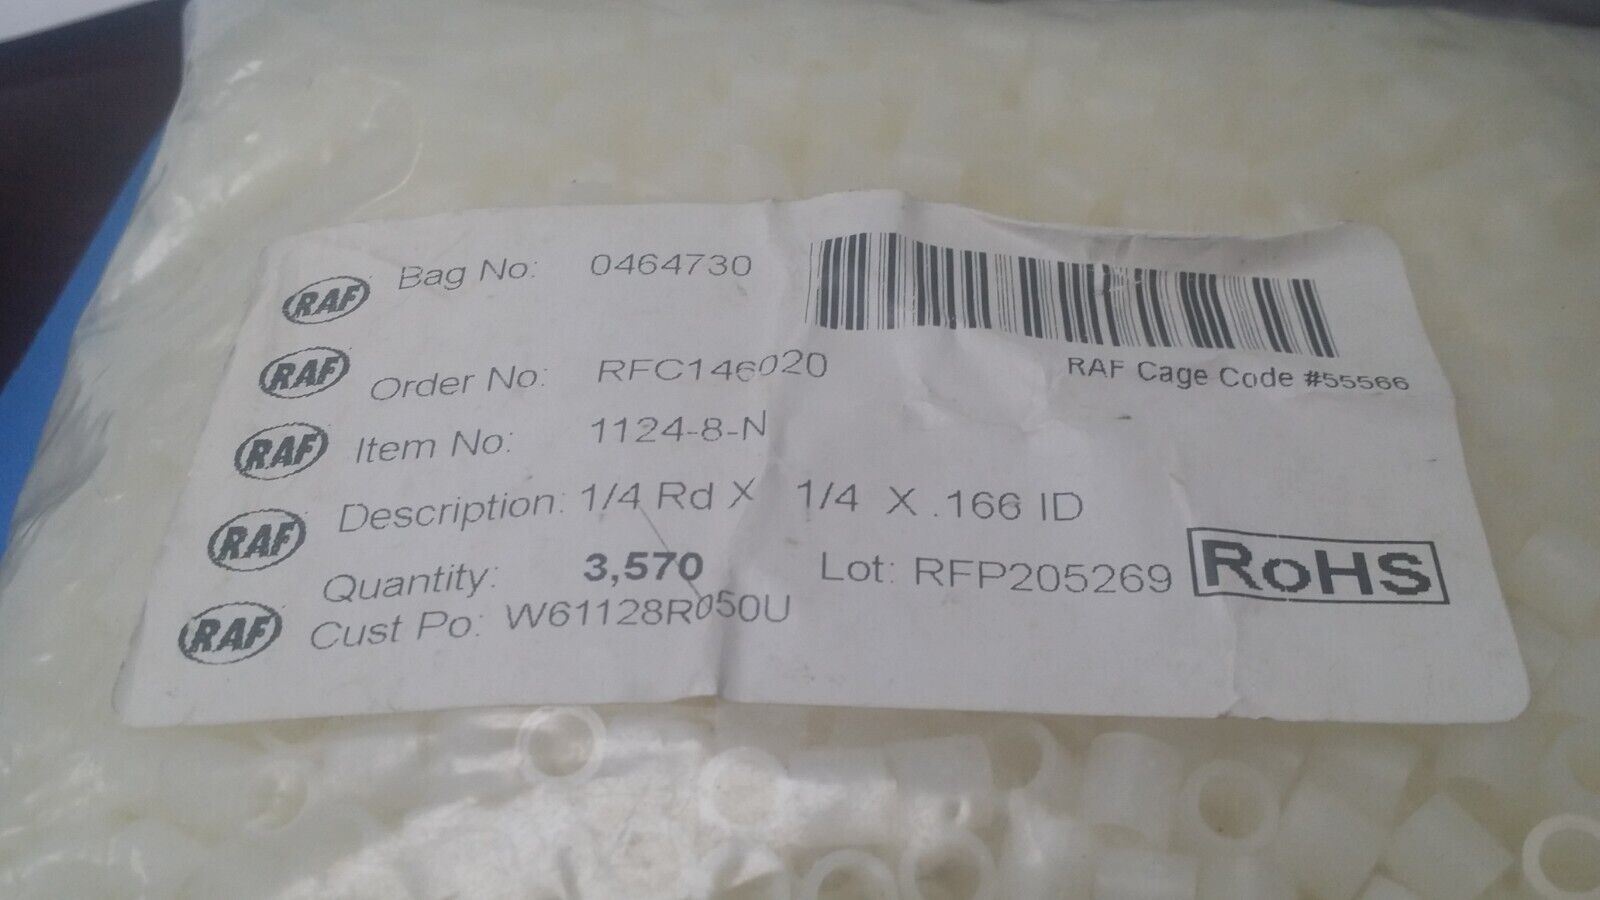 RAF Bag No: 0464730
RAF Cage Code #55566
RAF Order No: RFC146020
RAF Item No: 1124-8-N
RAF Description: 1/4 Rd X 1/4 X .166 ID
Quantity: 3,570 Lot: RFP205269 RoHS
RAF Cust Po: W61128R050U